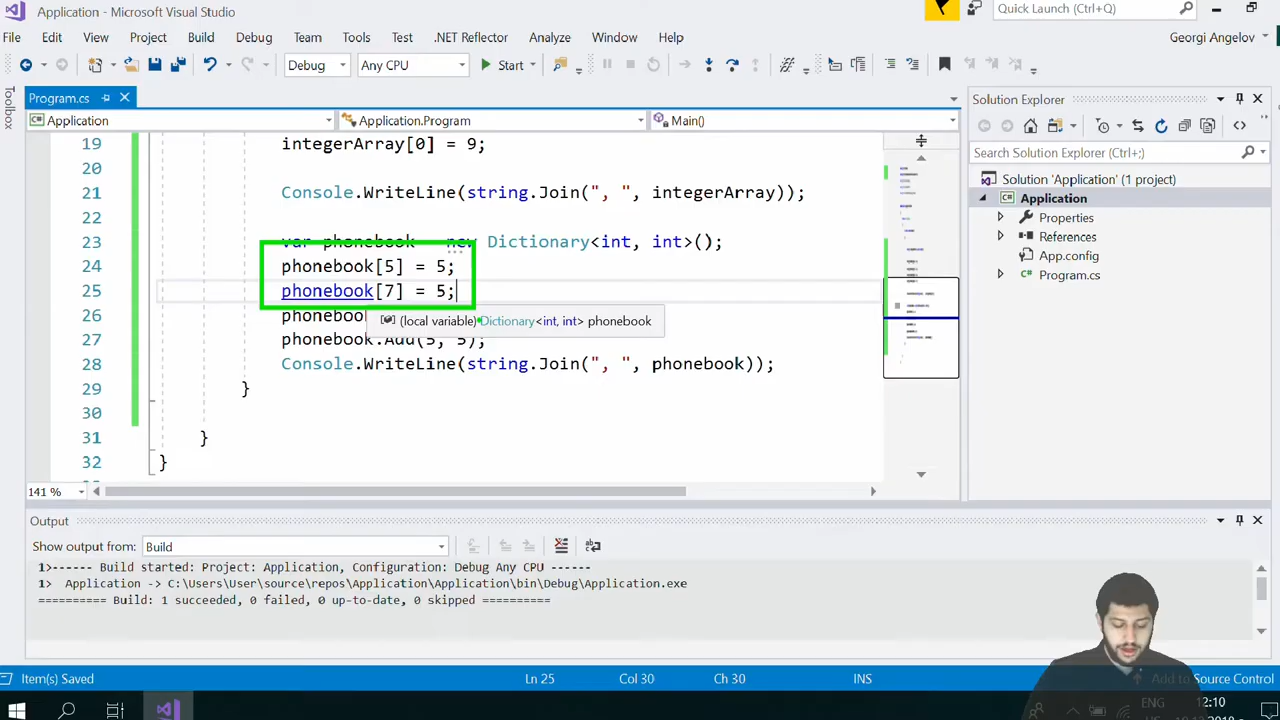 Application - Microsoft Visual Studio
Quick Launch (Ctrl+Q)
File Edit View Project Build Debug Team Tools Test .NET Reflector Analyze Window Help
Georgi Angelov
Debug Any CPU Start
Toolbox
Program.cs
Application Application.Program Main()
19 integerArray[0] = 9;
20
21 Console.WriteLine(string.Join(", ", integerArray));
22
23 var phonebook = new Dictionary<int, int>();
24 phonebook[5] = 5;
25 phonebook[7] = 5;
26 phoneboo
(local variable) Dictionary<int, int> phonebook
27 phonebook.Add(5, 5);
28 Console.WriteLine(string.Join(", ", phonebook));
29 }
30
31 }
32 }
141 %
Solution Explorer
Search Solution Explorer (Ctrl+;)
Solution 'Application' (1 project)
Application
Properties
References
App.config
Program.cs
Output
Show output from: Build
1>------ Build started: Project: Application, Configuration: Debug Any CPU ------
1> Application -> C:\Users\User\source\repos\Application\Application\bin\Debug\Application.exe
========== Build: 1 succeeded, 0 failed, 0 up-to-date, 0 skipped ==========
Item(s) Saved Ln 25 Col 30 Ch 30 INS Add to Source Control
ENG
12:10